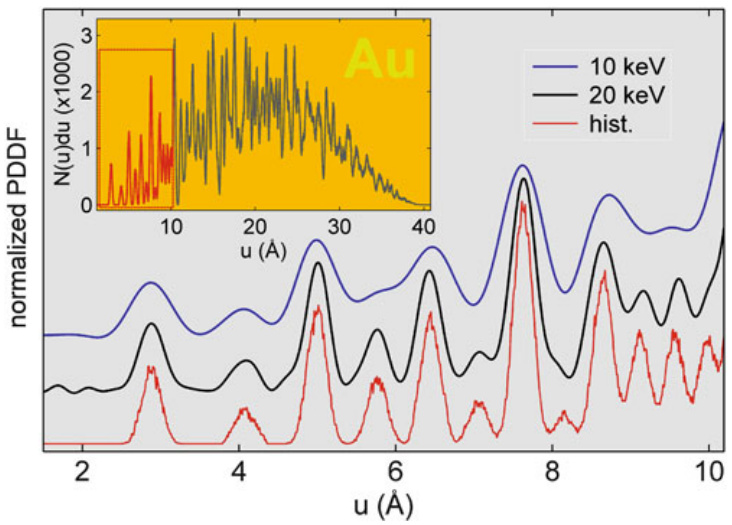 Au
N(u)du (x1000)
3
2
1
0
10 20 30 40
u (Å)
10 keV
20 keV
hist.
normalized PDDF
2 4 6 8 10
u (Å)